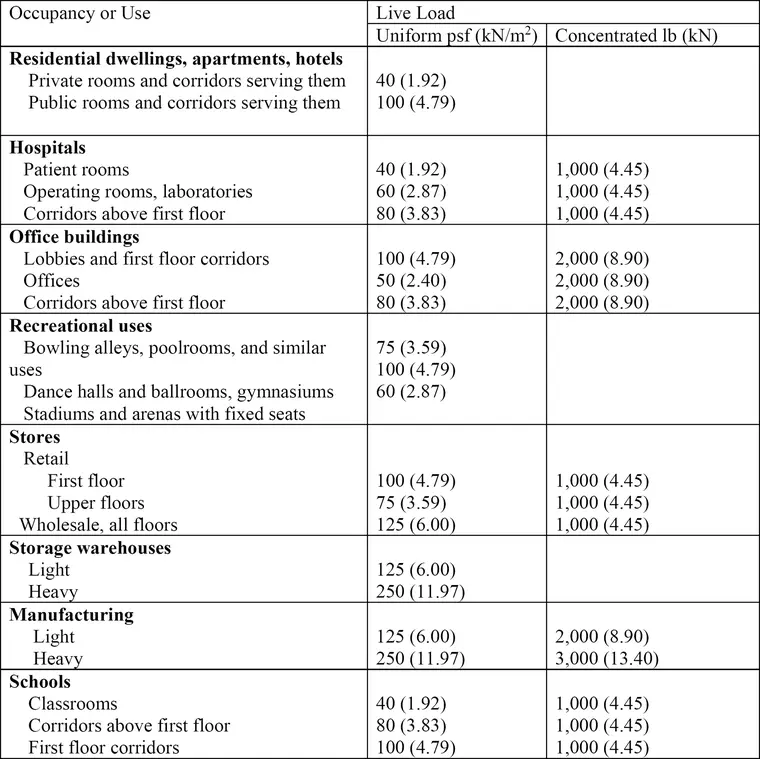 Occupancy or Use Live Load
Uniform psf (kN/m²) Concentrated lb (kN)
Residential dwellings, apartments, hotels
Private rooms and corridors serving them 40 (1.92)
Public rooms and corridors serving them 100 (4.79)
Hospitals
Patient rooms 40 (1.92) 1,000 (4.45)
Operating rooms, laboratories 60 (2.87) 1,000 (4.45)
Corridors above first floor 80 (3.83) 1,000 (4.45)
Office buildings
Lobbies and first floor corridors 100 (4.79) 2,000 (8.90)
Offices 50 (2.40) 2,000 (8.90)
Corridors above first floor 80 (3.83) 2,000 (8.90)
Recreational uses
Bowling alleys, poolrooms, and similar 75 (3.59)
uses 100 (4.79)
Dance halls and ballrooms, gymnasiums 60 (2.87)
Stadiums and arenas with fixed seats
Stores
Retail
First floor 100 (4.79) 1,000 (4.45)
Upper floors 75 (3.59) 1,000 (4.45)
Wholesale, all floors 125 (6.00) 1,000 (4.45)
Storage warehouses
Light 125 (6.00)
Heavy 250 (11.97)
Manufacturing
Light 125 (6.00) 2,000 (8.90)
Heavy 250 (11.97) 3,000 (13.40)
Schools
Classrooms 40 (1.92) 1,000 (4.45)
Corridors above first floor 80 (3.83) 1,000 (4.45)
First floor corridors 100 (4.79) 1,000 (4.45)